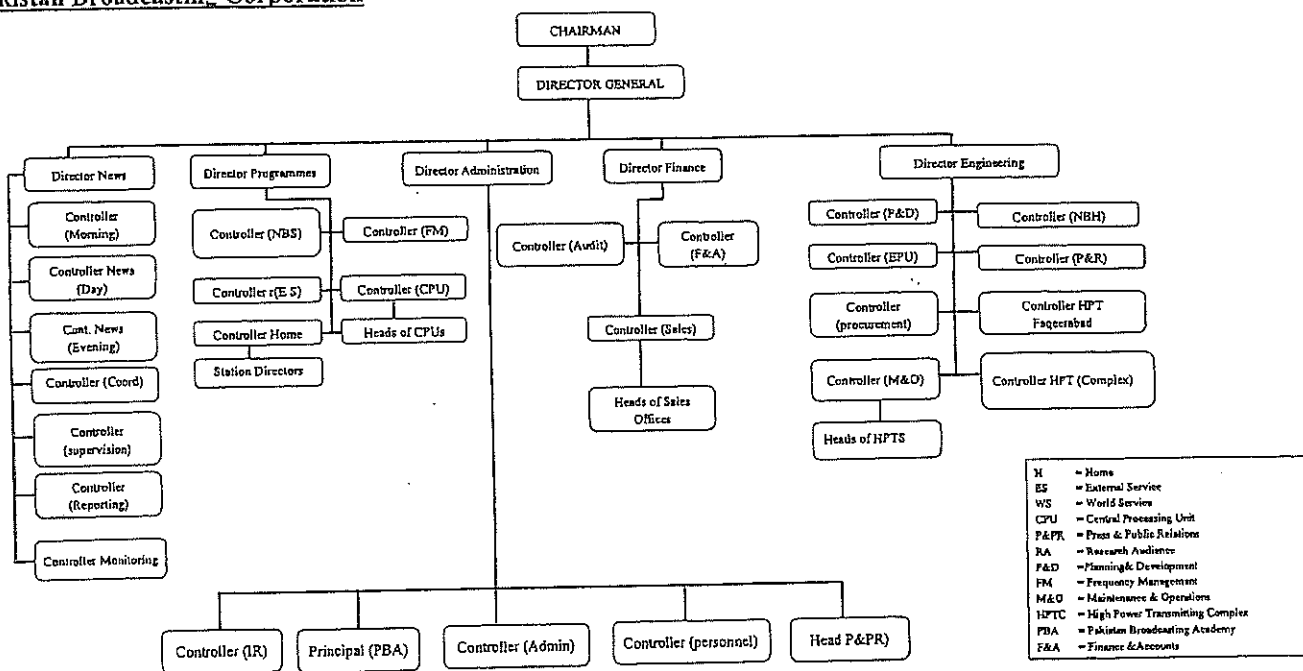 Broadcasting Corporation
CHAIRMAN
DIRECTOR GENERAL
Director News
Director Programmes
Director Administration
Director Finance
Director Engineering
Controller
(Morning)
Controller News
(Day)
Cont. News
(Evening)
Controller (Coord)
Controller
(supervision)
Controller
(Reporting)
Controller Monitoring
Controller (NBS)
Controller (FM)
Controller r(E S)
Controller (CPU)
Controller Home
Heads of CPUs
Station Directors
Controller (Audit)
Controller
(F&A)
Controller (Sales)
Heads of Sales
Offices
Controller (P&D)
Controller (NBH)
Controller (EPU)
Controller (P&R)
Controller
(procurement)
Controller HPT
Faqeerabad
Controller (M&O)
Controller HPT (Complex)
Heads of HPTS
Controller (IR)
Principal (PBA)
Controller (Admin)
Controller (personnel)
Head P&PR)
H = Home
ES = External Service
WS = World Service
CPU = Central Processing Unit
P&PR = Press & Public Relations
RA = Research Audience
P&D =Planning& Development
FM = Frequency Management
M&O = Maintenance & Operations
HPTC = High Power Transmitting Complex
PBA = Pakistan Broadcasting Academy
F&A = Finance & Accounts